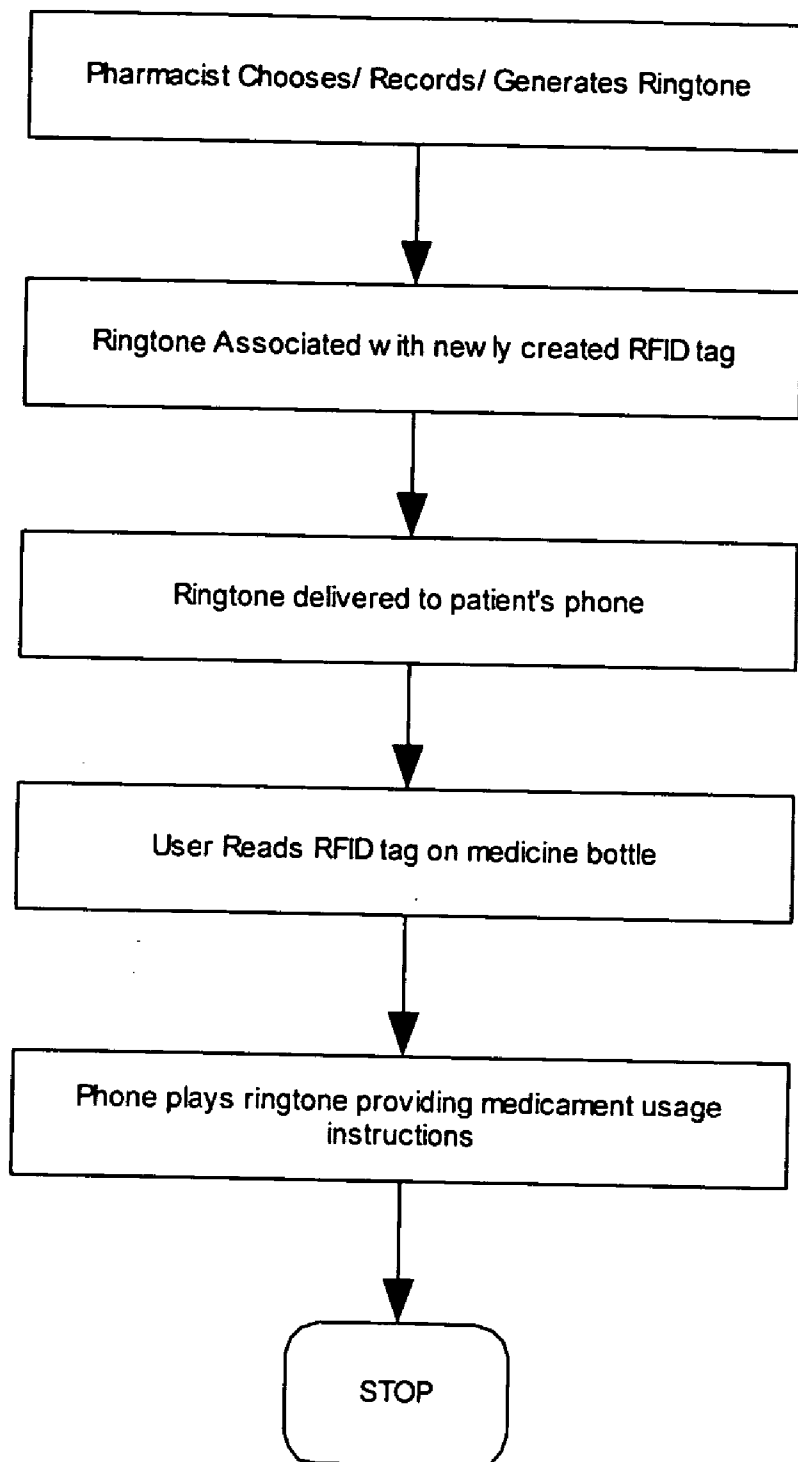 Pharmacist Chooses/ Records/ Generates Ringtone
Ringtone Associated with newly created RFID tag
Ringtone delivered to patient's phone
User Reads RFID tag on medicine bottle
Phone plays ringtone providing medicament usage
instructions
STOP